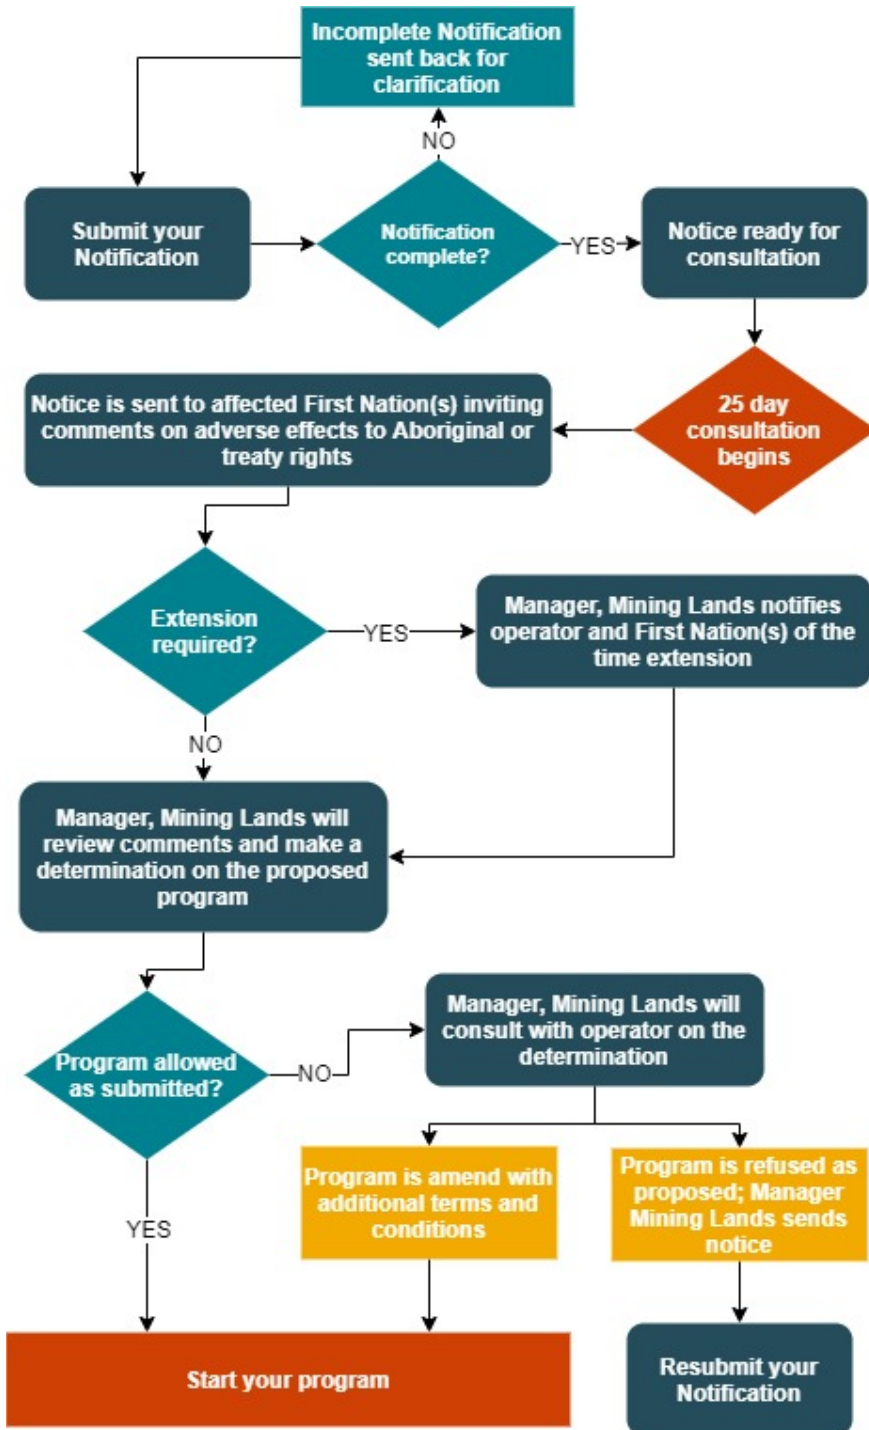 Incomplete Notification
sent back for
clarification
NO
Submit your
Notification
Notification
complete?
YES
Notice ready for
consultation
25 day
consultation
begins
Notice is sent to affected First Nation(s) inviting
comments on adverse effects to Aboriginal or
treaty rights
Extension
required?
YES
Manager, Mining Lands notifies
operator and First Nation(s) of the
time extension
NO
Manager, Mining Lands will
review comments and make a
determination on the proposed
program
Program allowed
as submitted?
NO
Manager, Mining Lands will
consult with operator on the
determination
YES
Program is amend with
additional terms and
conditions
Program is refused as
proposed; Manager
Mining Lands sends
notice
Start your program
Resubmit your
Notification